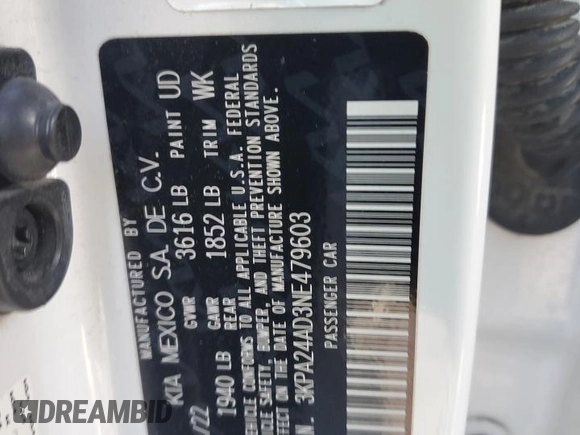 MANUFACTURED BY
KIA MEXICO S.A. DE C.V.
/22 GVWR 3616 LB PAINT UD
1940 LB GAWR REAR 1852 LB TRIM WK
CONFORMS TO ALL APPLICABLE U.S.A. FEDERAL
VEHICLE SAFETY, BUMPER, AND THEFT PREVENTION STANDARDS
ON THE DATE OF MANUFACTURE SHOWN ABOVE.
N. 3KPA24AD3NE479603
PASSENGER CAR
DREAMBID